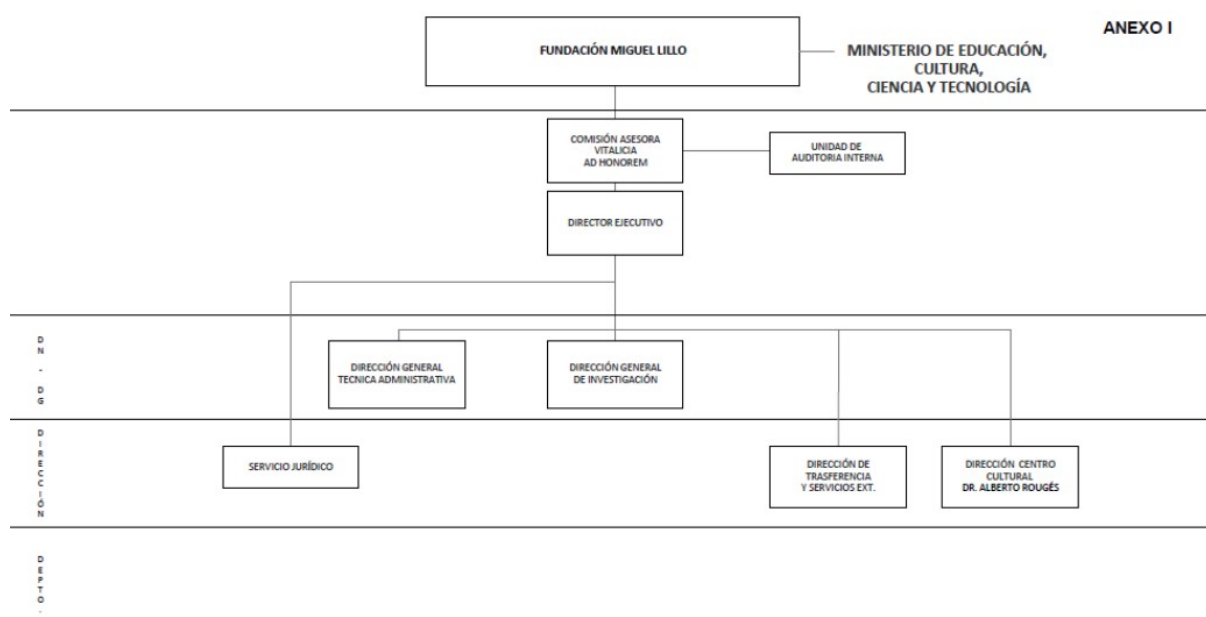 ANEXO I
FUNDACIÓN MIGUEL LILLO
MINISTERIO DE EDUCACIÓN,
CULTURA,
CIENCIA Y TECNOLOGÍA
COMISIÓN ASESORA
VITALICIA
AD HONOREM
UNIDAD DE
AUDITORIA INTERNA
DIRECTOR EJECUTIVO
DN - DG
DIRECCIÓN GENERAL
TECNICA ADMINISTRATIVA
DIRECCIÓN GENERAL
DE INVESTIGACIÓN
DIRECCIÓN
SERVICIO JURÍDICO
DIRECCIÓN DE
TRASFERENCIA
Y SERVICIOS EXT.
DIRECCIÓN CENTRO
CULTURAL
DR. ALBERTO ROUGÉS
DEPTO.